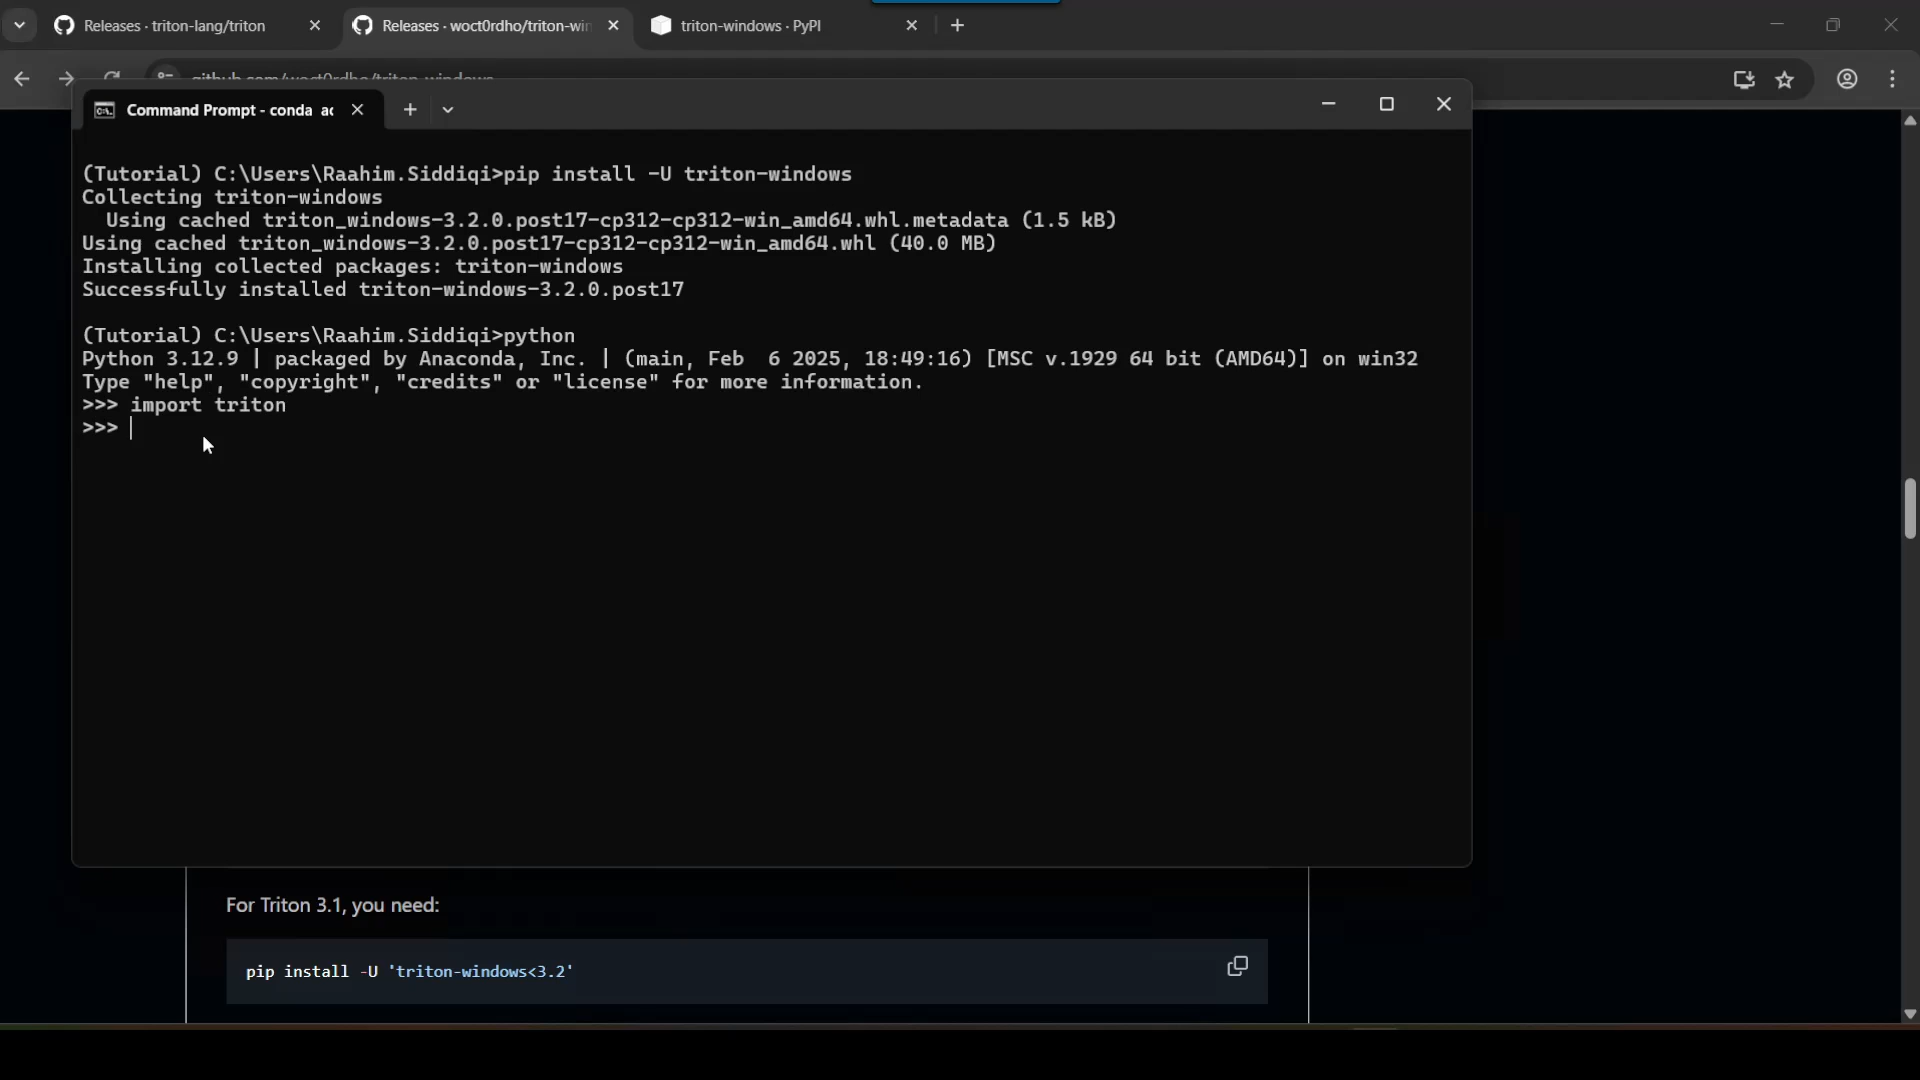 Releases · triton-lang/triton
Releases · woct0rdho/triton-win
triton-windows · PyPI
github.com/woct0rdho/triton-windows
Command Prompt - conda ac
(Tutorial) C:\Users\Raahim.Siddiqi>pip install -U triton-windows
Collecting triton-windows
Using cached triton_windows-3.2.0.post17-cp312-cp312-win_amd64.whl.metadata (1.5 kB)
Using cached triton_windows-3.2.0.post17-cp312-cp312-win_amd64.whl (40.0 MB)
Installing collected packages: triton-windows
Successfully installed triton-windows-3.2.0.post17
(Tutorial) C:\Users\Raahim.Siddiqi>python
Python 3.12.9 | packaged by Anaconda, Inc. | (main, Feb  6 2025, 18:49:16) [MSC v.1929 64 bit (AMD64)] on win32
Type "help", "copyright", "credits" or "license" for more information.
>>> import triton
>>>
For Triton 3.1, you need:
pip install -U 'triton-windows<3.2'